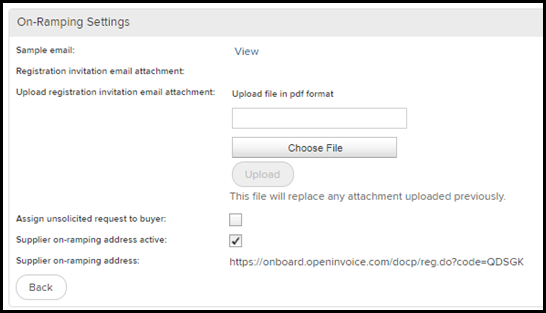 On-Ramping Settings
Sample email: View
Registration invitation email attachment:
Upload registration invitation email attachment: Upload file in pdf format
Choose File
Upload
This file will replace any attachment uploaded previously.
Assign unsolicited request to buyer:
Supplier on-ramping address active:
Supplier on-ramping address: https://onboard.openinvoice.com/docp/reg.do?code=QDSGK
Back